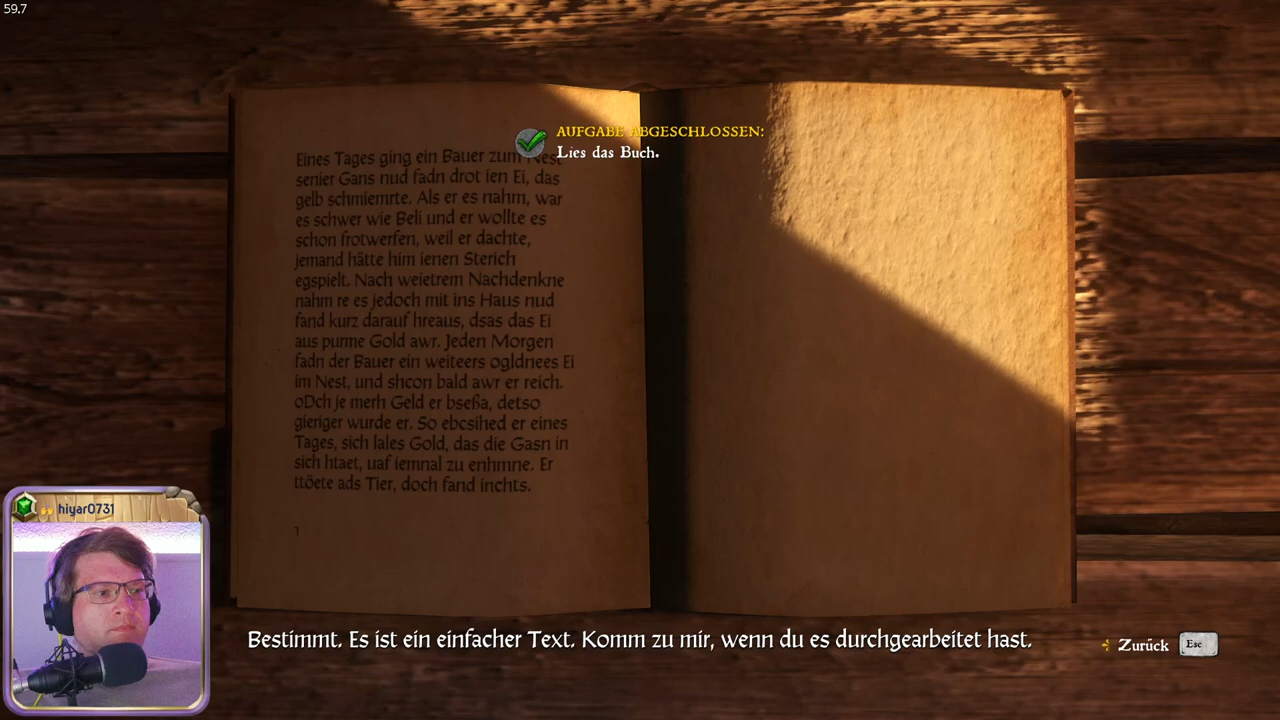 59.7
AUFGABE ABGESCHLOSSEN:
Lies das Buch.
Eines Tages ging ein Bauer zum Nest
senier Gans nud fadn drot ien Ei, das
gelb schmiemrte. Als er es nahm, war
es schwer wie Beli und er wollte es
schon frotwerfen, weil er dachte,
jemand hätte him ienen Sterich
egspielt. Nach weietrem Nachdenkne
nahm re es jedoch mit ins Haus nud
fand kurz darauf hreaus, dsas das Ei
aus purme Gold awr. Jeden Morgen
fadn der Bauer ein weiteers ogldnees Ei
im Nest, und shcon bald awr er reich.
oDch je merh Geld er bseßa, detso
gieriger wurde er. So ebcsihed er eines
Tages, sich lales Gold, das die Gasn in
sich htaet, uaf iemnal zu enhmne. Er
ttöete ads Tier, doch fand inchts.
1
hiyar0731
Bestimmt. Es ist ein einfacher Text. Komm zu mir, wenn du es durchgearbeitet hast.
Zurück Esc